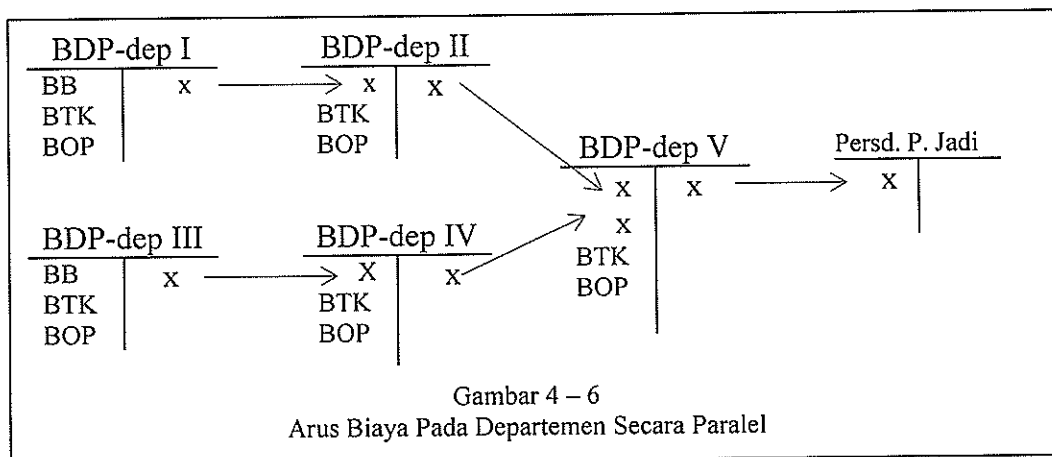 BDP-dep I
BB x
BTK
BOP
BDP-dep II
x x
BTK
BOP
BDP-dep III
BB x
BTK
BOP
BDP-dep IV
X x
BTK
BOP
BDP-dep V
x x
x
BTK
BOP
Persd. P. Jadi
x
Gambar 4 – 6
Arus Biaya Pada Departemen Secara Paralel